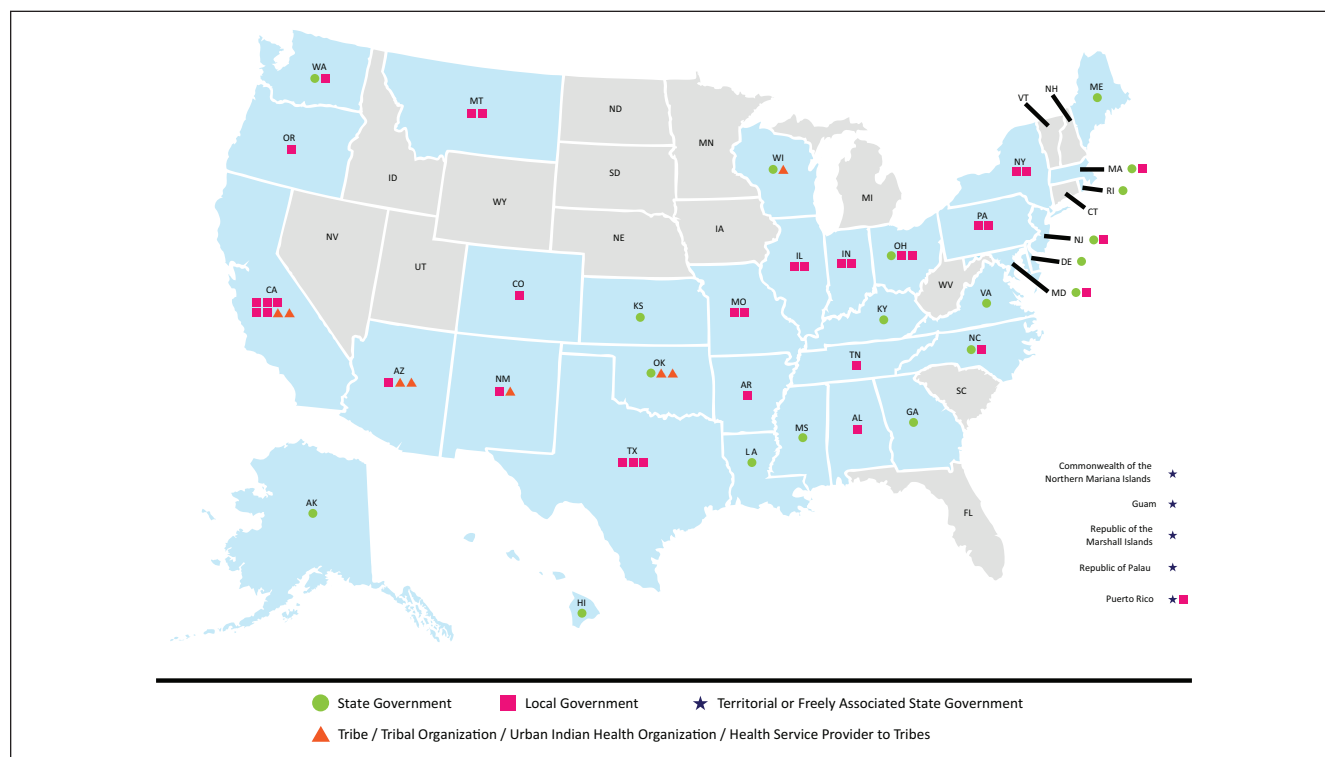 WA
MT
ND
MN
VT
NH
ME
OR
ID
SD
WI
NY
MA
RI
WY
MI
CT
NV
UT
NE
IA
PA
NJ
OH
IL
IN
DE
CA
CO
WV
MD
KS
MO
KY
VA
NC
TN
AZ
NM
OK
AR
SC
MS
AL
GA
TX
LA
Commonwealth of the
Northern Mariana Islands
AK
Guam
FL
Republic of the
Marshall Islands
Republic of Palau
Puerto Rico
HI
State Government
Local Government
Territorial or Freely Associated State Government
Tribe / Tribal Organization / Urban Indian Health Organization / Health Service Provider to Tribes